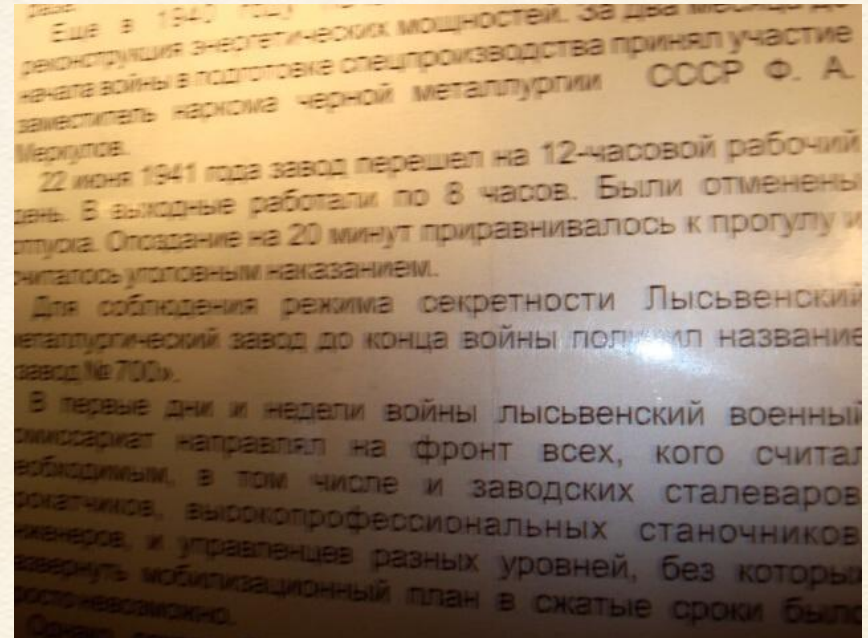 Еще в 1940 году
реконструкция энергетических мощностей. За два месяца до
начала войны в подготовке спецпроизводства принял участие
заместитель наркома черной металлургии СССР Ф. А.
Меркулов.
22 июня 1941 года завод перешел на 12-часовой рабочий
день. В выходные работали по 8 часов. Были отменены
отпуска. Опоздание на 20 минут приравнивалось к прогулу и
считалось уголовным наказанием.
Для соблюдения режима секретности Лысьвенский
металлургический завод до конца войны получил название
завод № 700».
В первые дни и недели войны лысьвенский военный
комиссариат направлял на фронт всех, кого считал
необходимым, в том числе и заводских сталеваров,
прокатчиков, высокопрофессиональных станочников,
инженеров, и управленцев разных уровней, без которых
развернуть мобилизационный план в сжатые сроки было
просто невозможно.
Однако